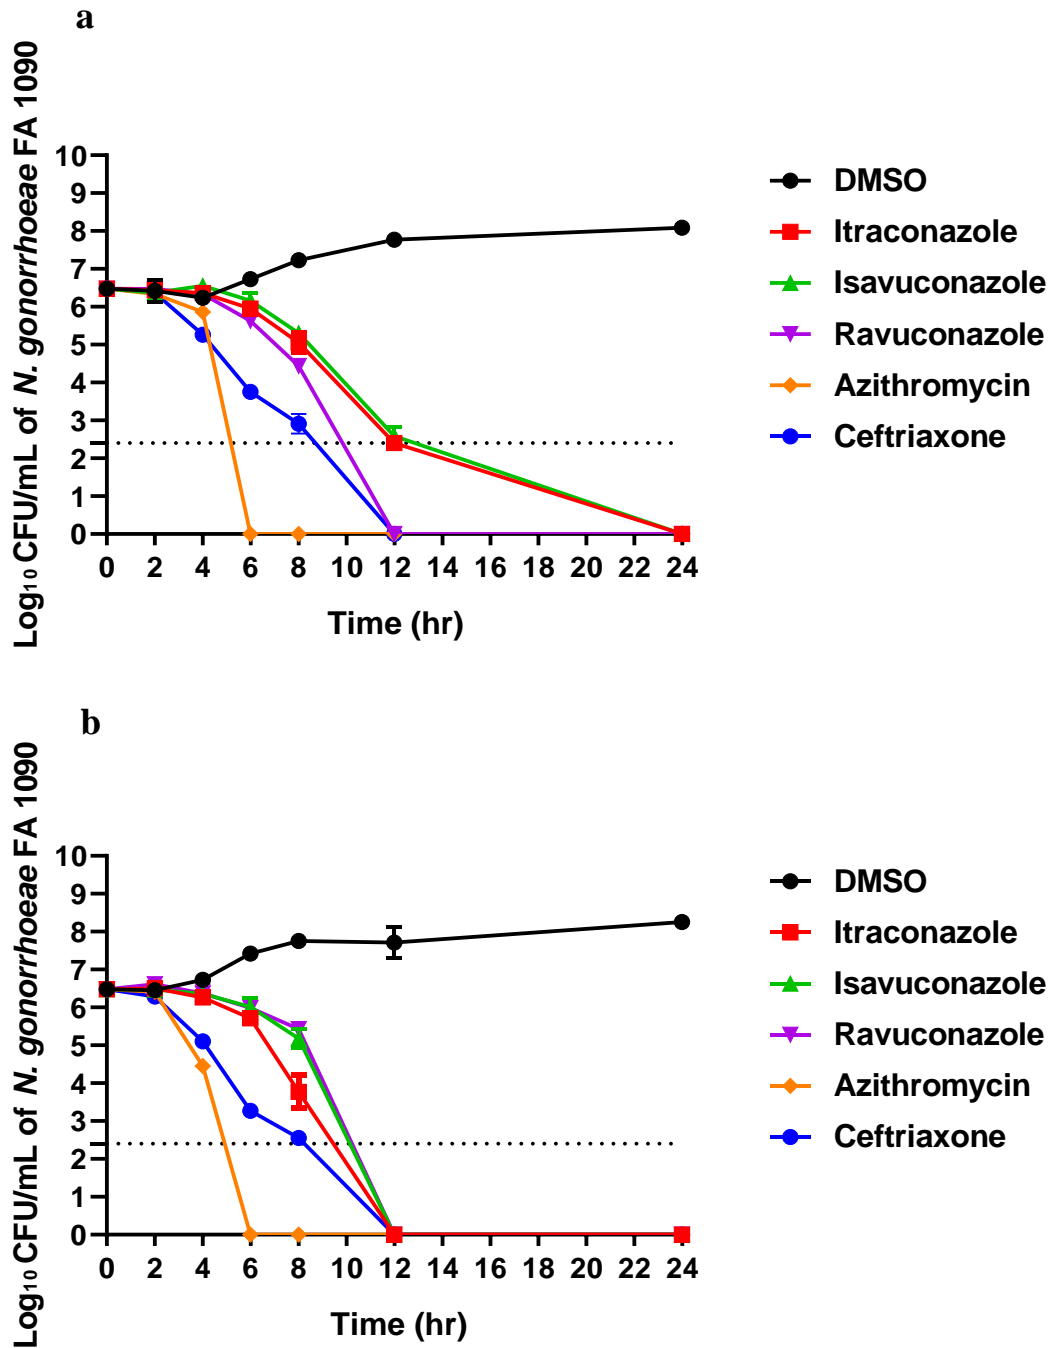 a
Log₁₀ CFU/mL of N. gonorrhoeae FA 1090
10
9
8
7
6
5
4
3
2
1
0
0 2 4 6 8 10 12 14 16 18 20 22 24
Time (hr)
DMSO
Itraconazole
Isavuconazole
Ravuconazole
Azithromycin
Ceftriaxone
b
Log₁₀ CFU/mL of N. gonorrhoeae FA 1090
10
9
8
7
6
5
4
3
2
1
0
0 2 4 6 8 10 12 14 16 18 20 22 24
Time (hr)
DMSO
Itraconazole
Isavuconazole
Ravuconazole
Azithromycin
Ceftriaxone